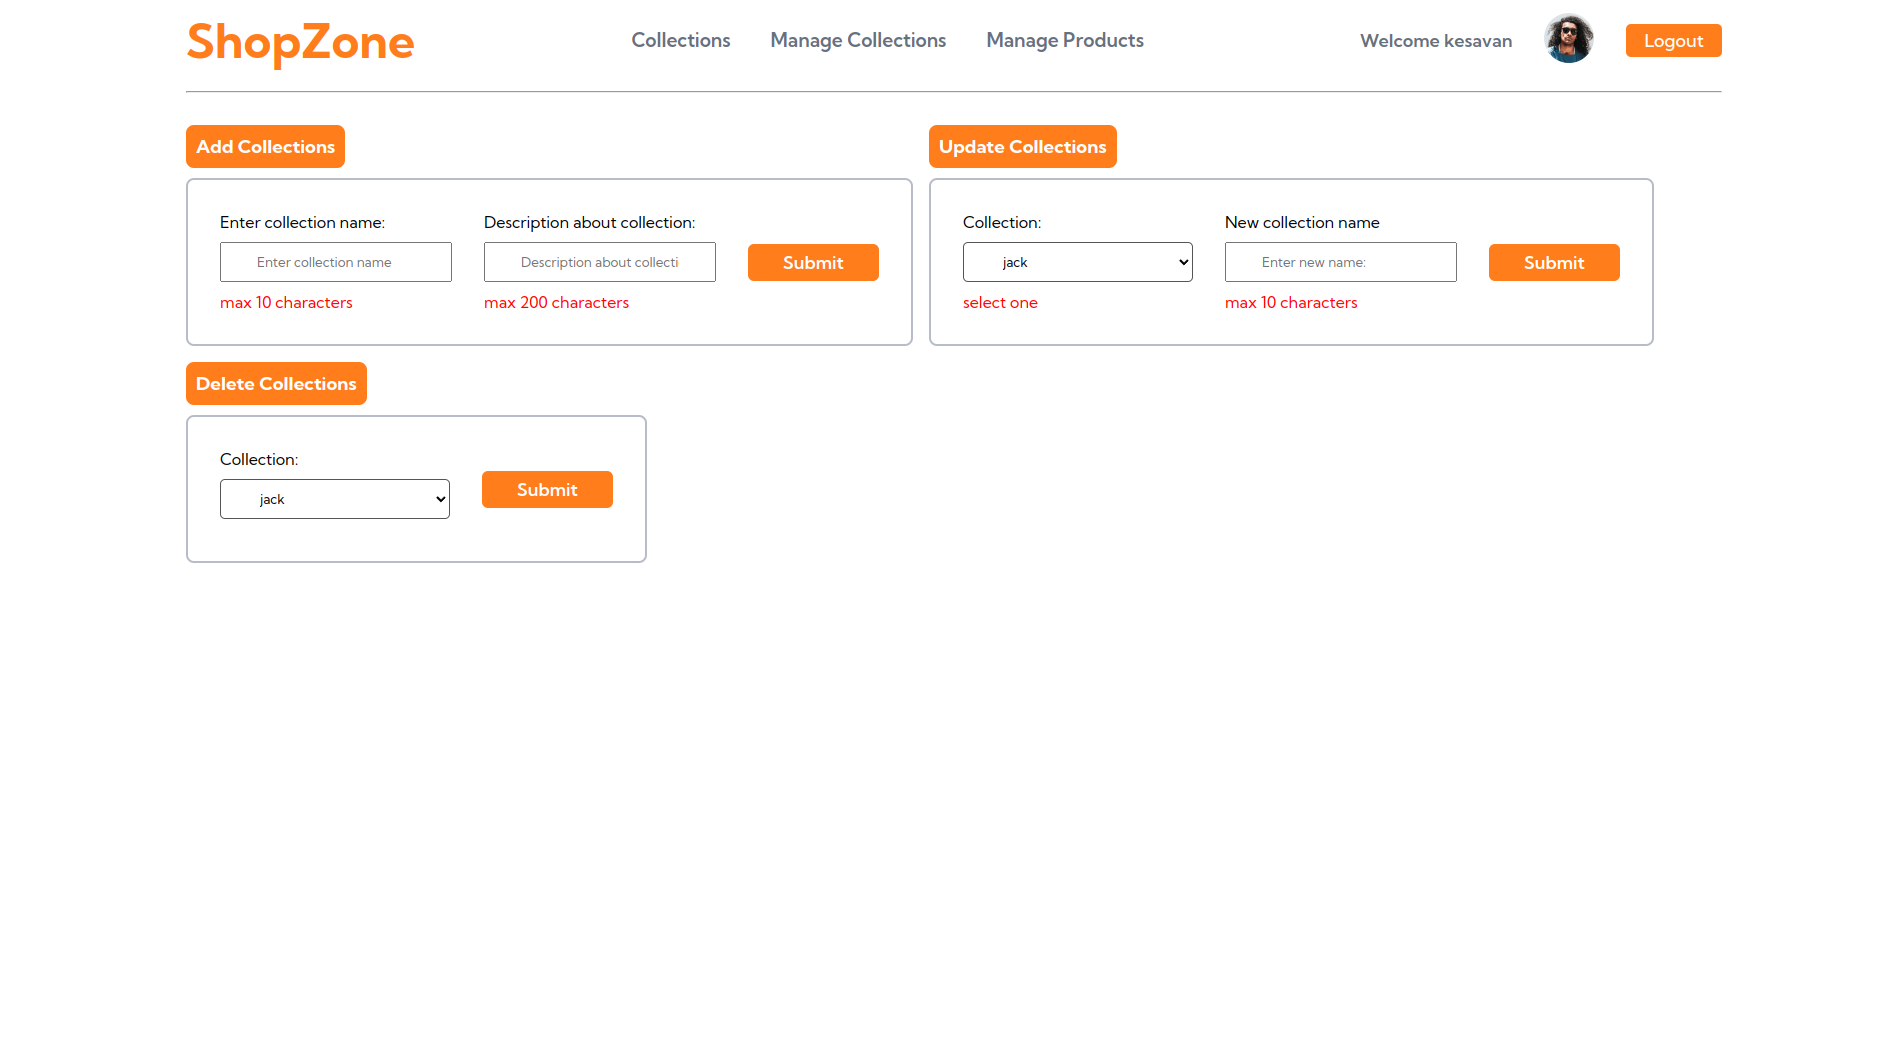 ShopZone
Collections
Manage Collections
Manage Products
Welcome kesavan
Logout
Add Collections
Enter collection name:
Enter collection name
max 10 characters
Description about collection:
Description about collecti
max 200 characters
Submit
Update Collections
Collection:
jack
select one
New collection name
Enter new name:
max 10 characters
Submit
Delete Collections
Collection:
jack
Submit